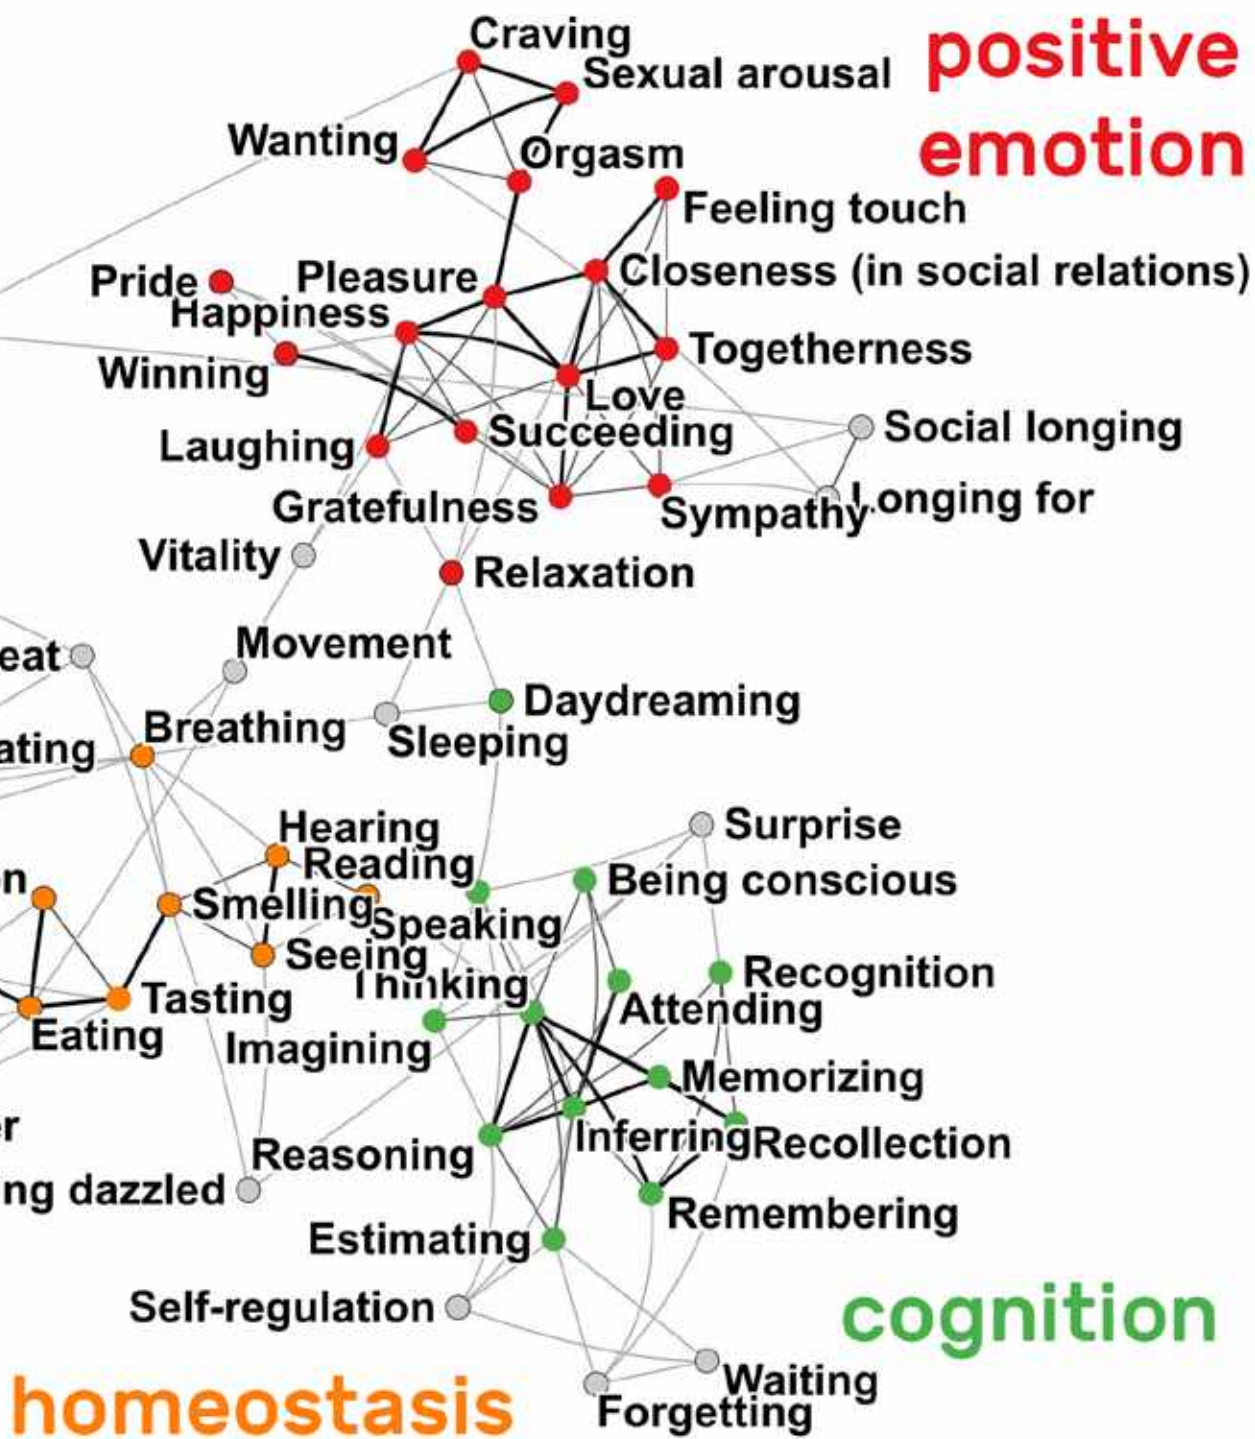 Craving
positive
Sexual arousal
Wanting
Orgasm
emotion
Feeling touch
Pride
Pleasure
Closeness (in social relations)
Happiness
Togetherness
Winning
Love
Social longing
Succeeding
Laughing
Longing for
Gratefulness
Sympathy
Vitality
Relaxation
Movement
eat
Daydreaming
Breathing
ating
Sleeping
Surprise
Hearing
Reading
Being conscious
n
Smelling
Speaking
Seeing
Recognition
Thinking
Tasting
Attending
Eating
Imagining
Memorizing
er
Inferring
Recollection
Reasoning
ng dazzled
Remembering
Estimating
Self-regulation
cognition
Waiting
homeostasis
Forgetting